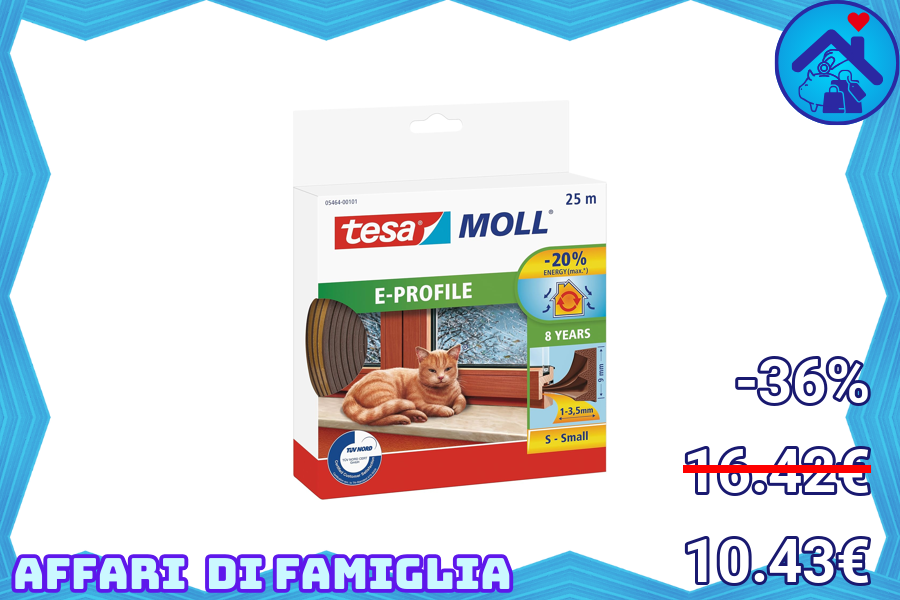 05464-00101
25 m
tesa® MOLL®
-20%
ENERGY (max.*)
E-PROFILE
8 YEARS
9 mm
1-3,5mm
S - Small
TÜV NORD
-36%
16.42€
10.43€
AFFARI DI FAMIGLIA